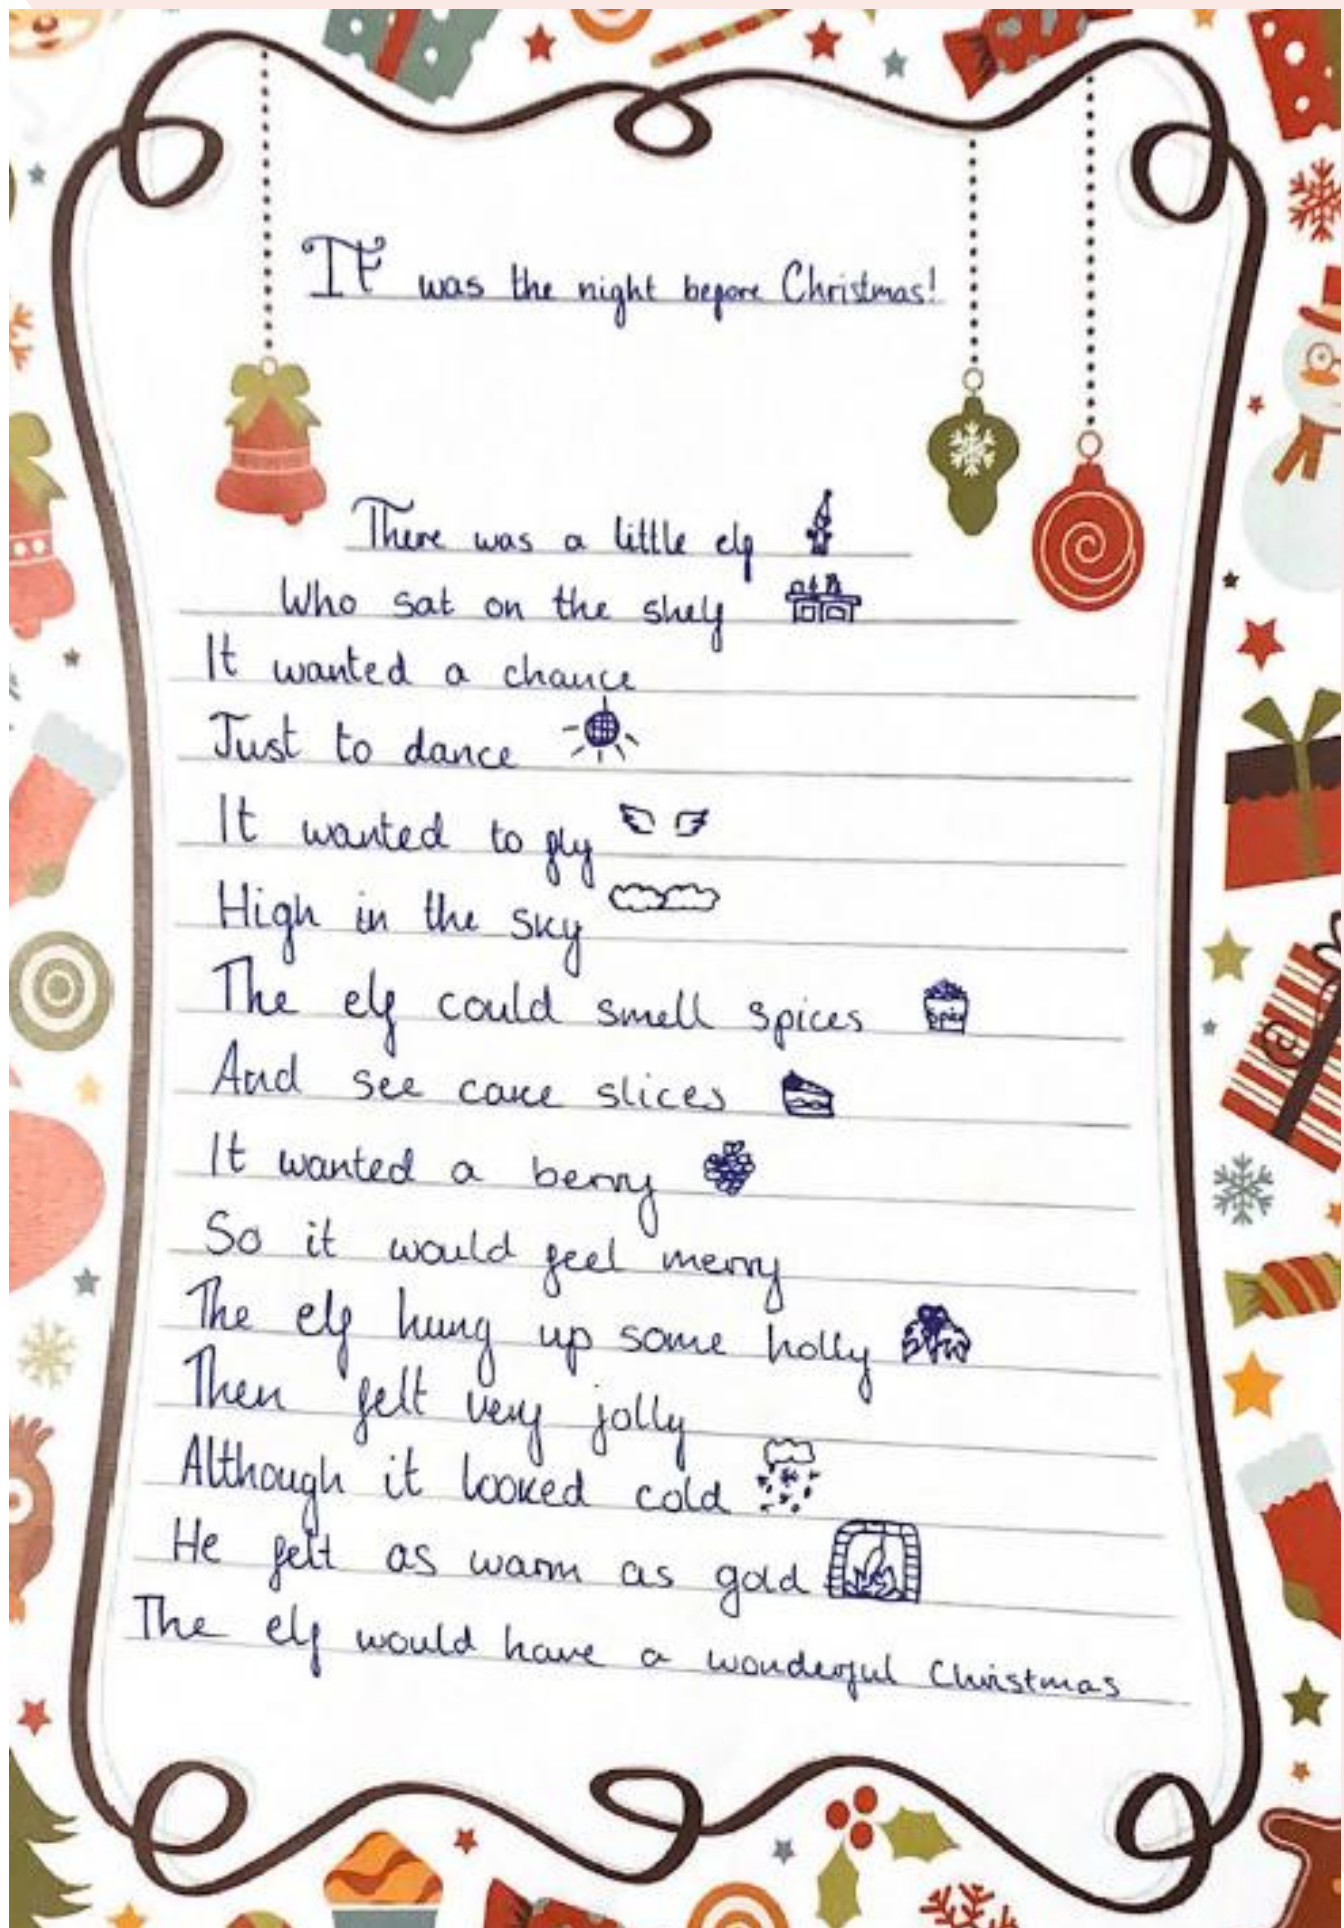 It was the night before Christmas!
There was a little elf
Who sat on the shelf
It wanted a chance
Just to dance
It wanted to fly
High in the sky
The elf could smell spices
And see cake slices
It wanted a berry
So it would feel merry
The elf hung up some holly
Then felt very jolly
Although it looked cold
He felt as warm as gold
The elf would have a wonderful Christmas